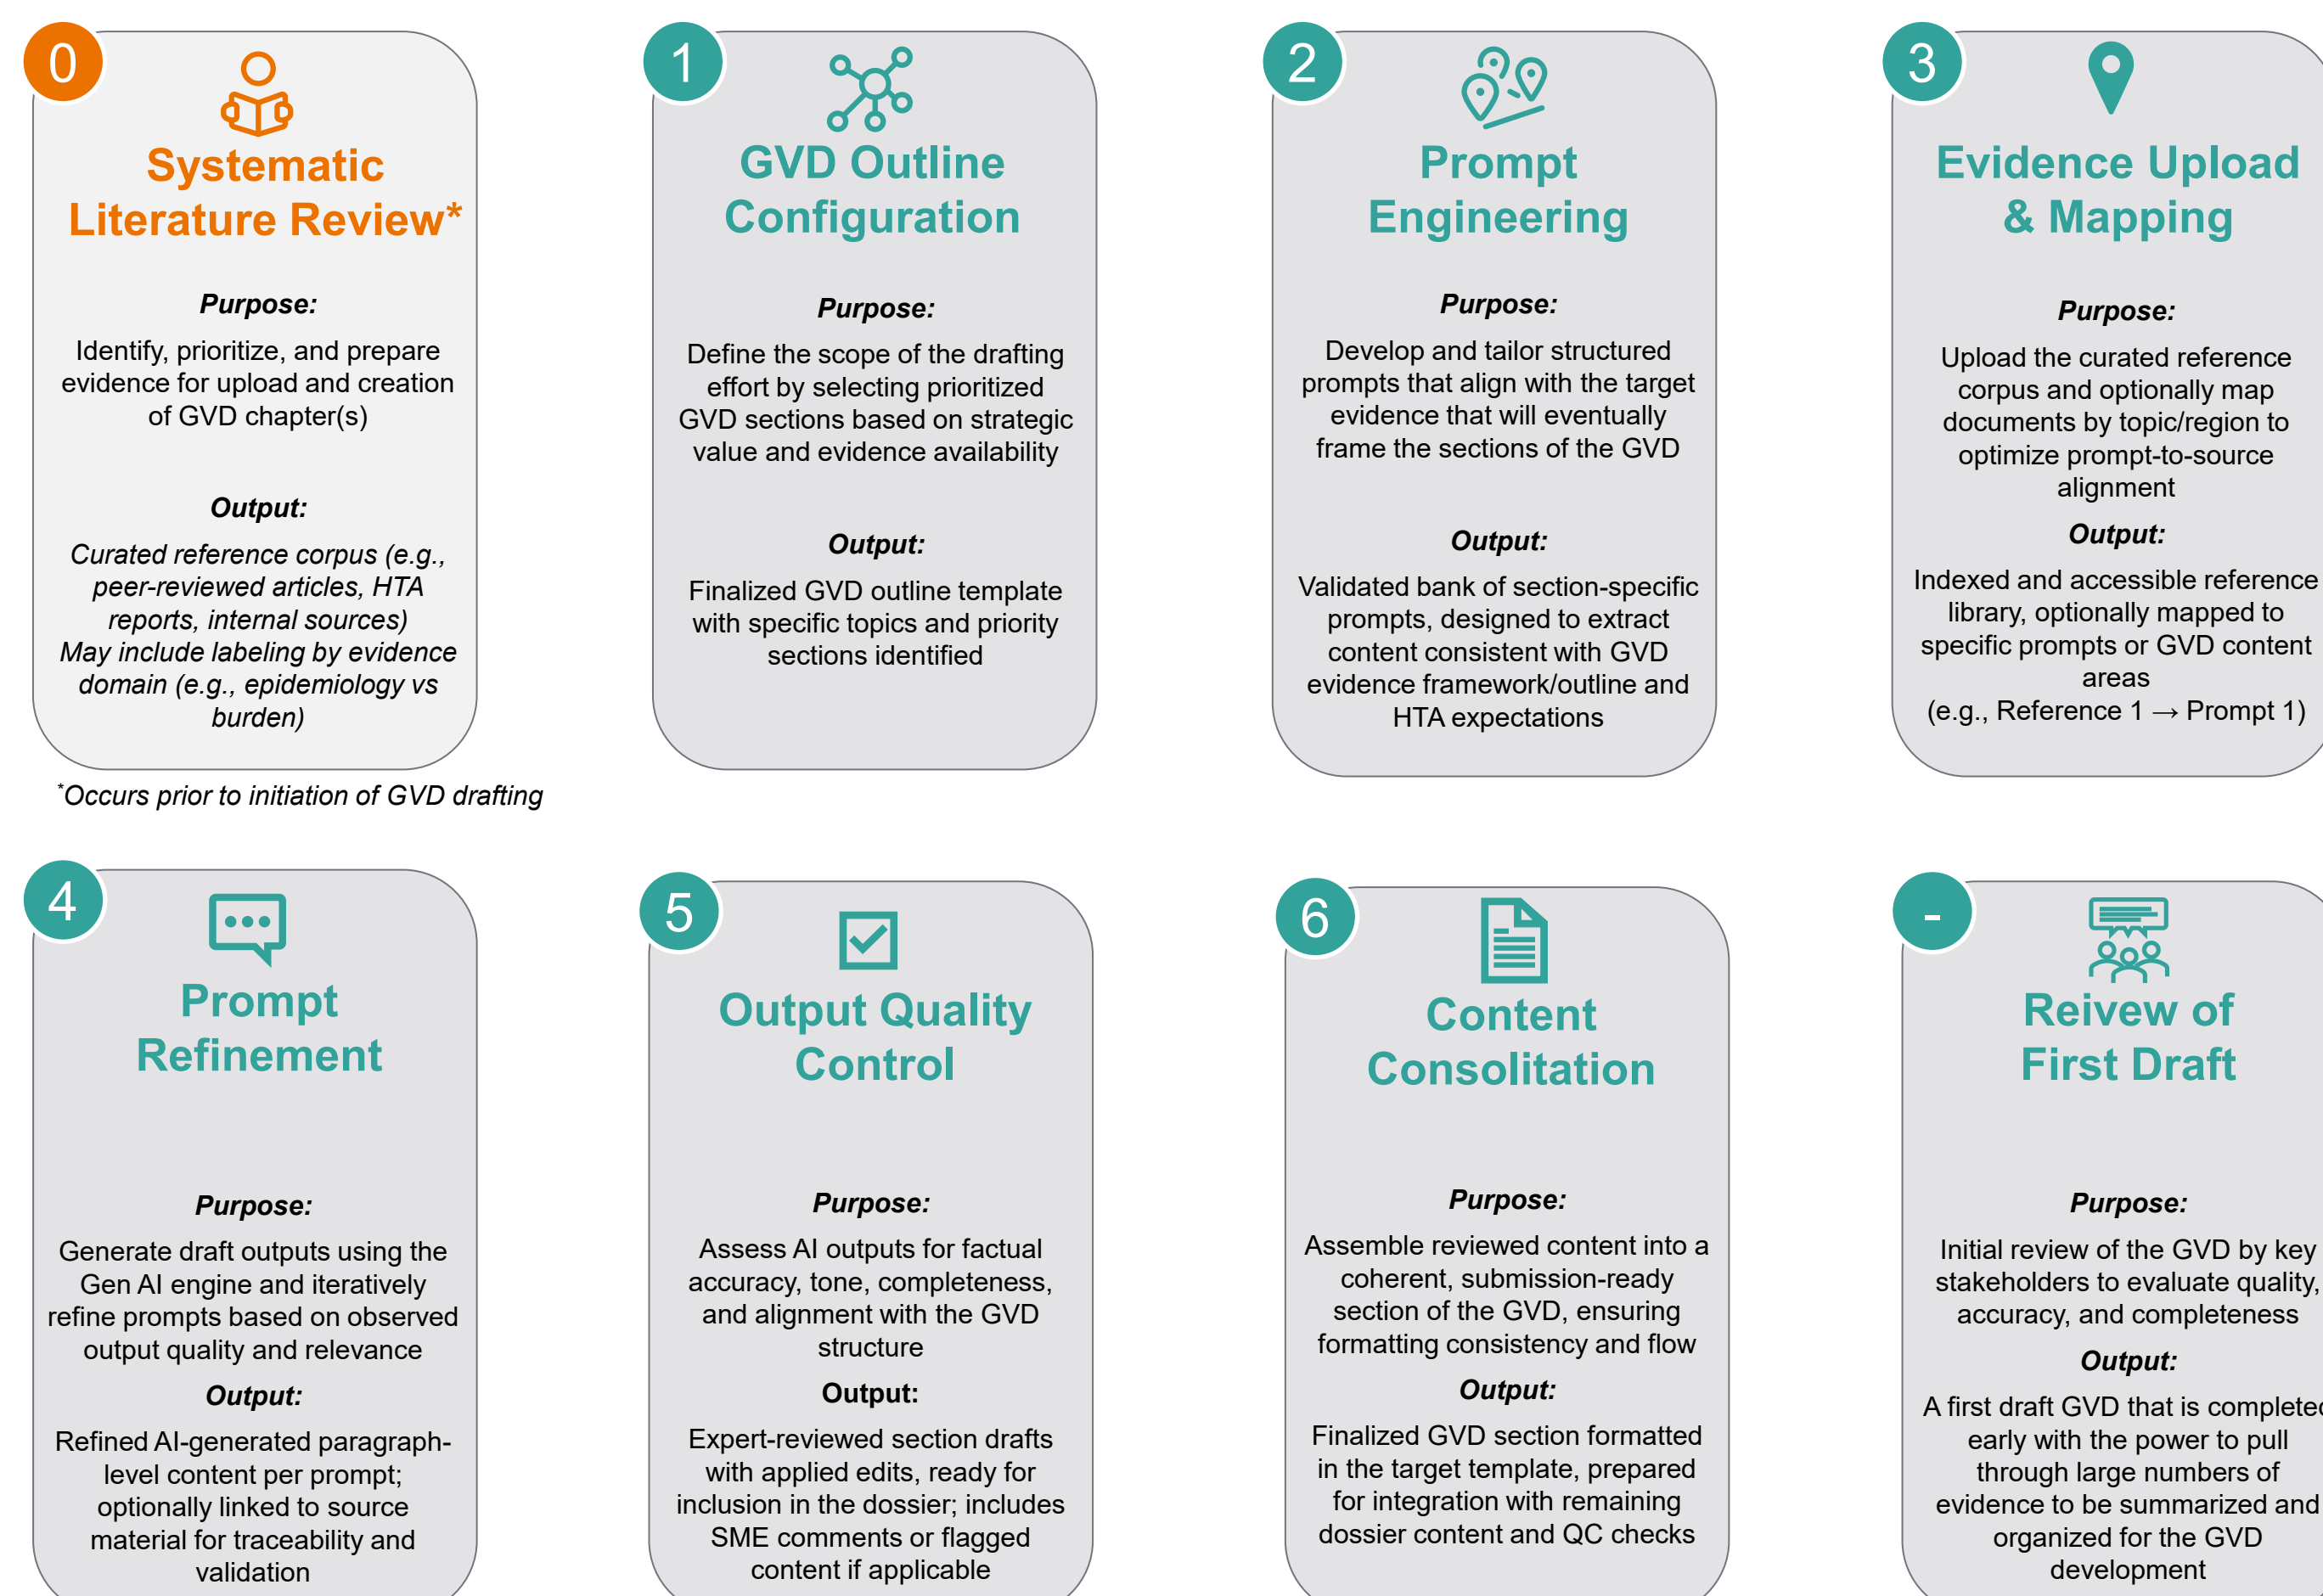 0
Systematic
Literature Review*
Purpose:
Identify, prioritize, and prepare
evidence for upload and creation
of GVD chapter(s)
Output:
Curated reference corpus (e.g.,
peer-reviewed articles, HTA
reports, internal sources)
May include labeling by evidence
domain (e.g., epidemiology vs
burden)
*Occurs prior to initiation of GVD drafting
1
GVD Outline
Configuration
Purpose:
Define the scope of the drafting
effort by selecting prioritized
GVD sections based on strategic
value and evidence availability
Output:
Finalized GVD outline template
with specific topics and priority
sections identified
2
Prompt
Engineering
Purpose:
Develop and tailor structured
prompts that align with the target
evidence that will eventually
frame the sections of the GVD
Output:
Validated bank of section-specific
prompts, designed to extract
content consistent with GVD
evidence framework/outline and
HTA expectations
3
Evidence Upload
& Mapping
Purpose:
Upload the curated reference
corpus and optionally map
documents by topic/region to
optimize prompt-to-source
alignment
Output:
Indexed and accessible reference
library, optionally mapped to
specific prompts or GVD content
areas
(e.g., Reference 1 → Prompt 1)
4
Prompt
Refinement
Purpose:
Generate draft outputs using the
Gen AI engine and iteratively
refine prompts based on observed
output quality and relevance
Output:
Refined AI-generated paragraph-
level content per prompt;
optionally linked to source
material for traceability and
validation
5
Output Quality
Control
Purpose:
Assess AI outputs for factual
accuracy, tone, completeness,
and alignment with the GVD
structure
Output:
Expert-reviewed section drafts
with applied edits, ready for
inclusion in the dossier; includes
SME comments or flagged
content if applicable
6
Content
Consolitation
Purpose:
Assemble reviewed content into a
coherent, submission-ready
section of the GVD, ensuring
formatting consistency and flow
Output:
Finalized GVD section formatted
in the target template, prepared
for integration with remaining
dossier content and QC checks
-
Reivew of
First Draft
Purpose:
Initial review of the GVD by key
stakeholders to evaluate quality,
accuracy, and completeness
Output:
A first draft GVD that is completed
early with the power to pull
through large numbers of
evidence to be summarized and
organized for the GVD
development